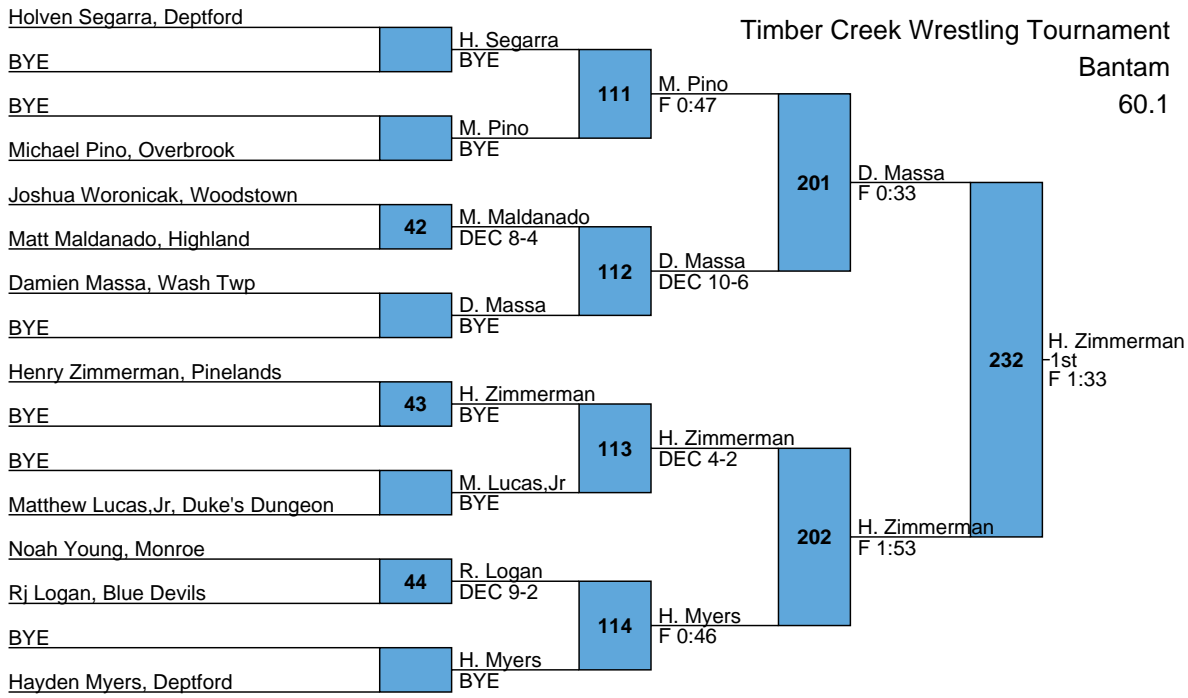 Timber Creek Wrestling Tournament
Bantam
60.1
Holven Segarra, Deptford
BYE
BYE
Michael Pino, Overbrook
Joshua Woronicak, Woodstown
Matt Maldanado, Highland
Damien Massa, Wash Twp
BYE
Henry Zimmerman, Pinelands
BYE
BYE
Matthew Lucas,Jr, Duke's Dungeon
Noah Young, Monroe
Rj Logan, Blue Devils
BYE
Hayden Myers, Deptford
42
43
44
H. Segarra
BYE
M. Pino
BYE
M. Maldanado
DEC 8-4
D. Massa
BYE
H. Zimmerman
BYE
M. Lucas,Jr
BYE
R. Logan
DEC 9-2
H. Myers
BYE
111
112
113
114
M. Pino
F 0:47
D. Massa
DEC 10-6
H. Zimmerman
DEC 4-2
H. Myers
F 0:46
201
202
D. Massa
F 0:33
H. Zimmerman
F 1:53
232
H. Zimmerman
1st
F 1:33